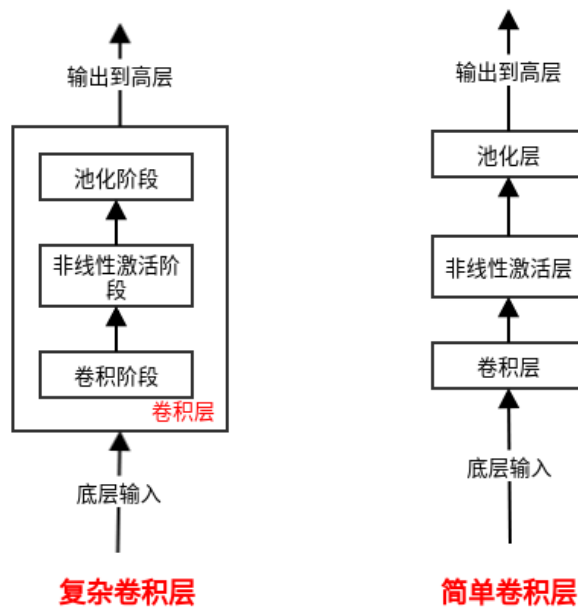 输出到高层
池化阶段
非线性激活阶
段
卷积阶段
卷积层
底层输入
复杂卷积层
输出到高层
池化层
非线性激活层
卷积层
底层输入
简单卷积层